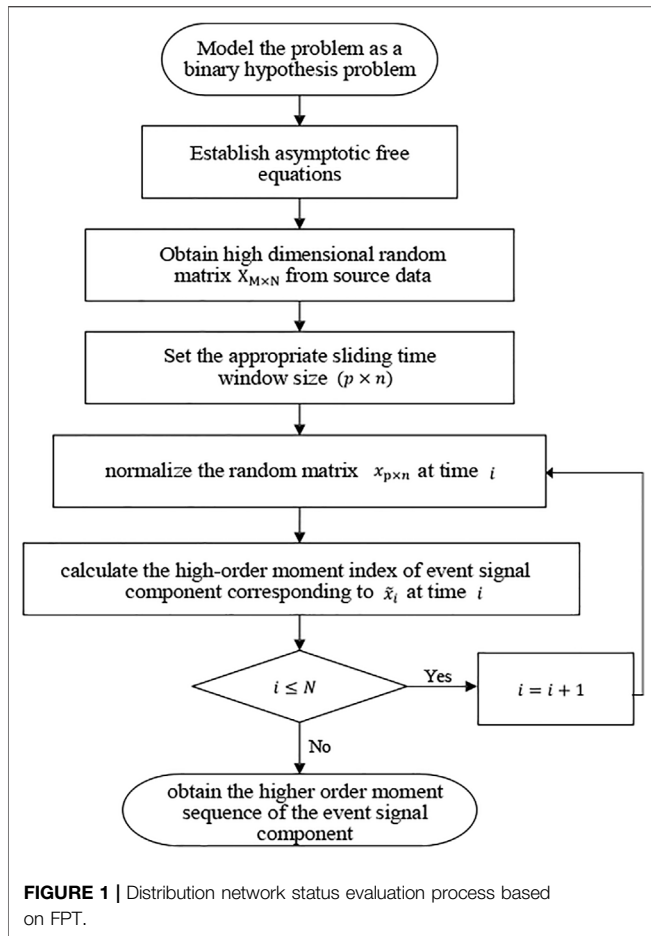 Model the problem as a
binary hypothesis problem
Establish asymptotic free
equations
Obtain high dimensional random
matrix X_{M×N} from source data
Set the appropriate sliding time
window size (p × n)
normalize the random matrix x_{p×n} at time i
calculate the high-order moment index of event signal
component corresponding to x̃_i at time i
i ≤ N
Yes
i = i + 1
No
obtain the higher order moment
sequence of the event signal
component
FIGURE 1 | Distribution network status evaluation process based
on FPT.